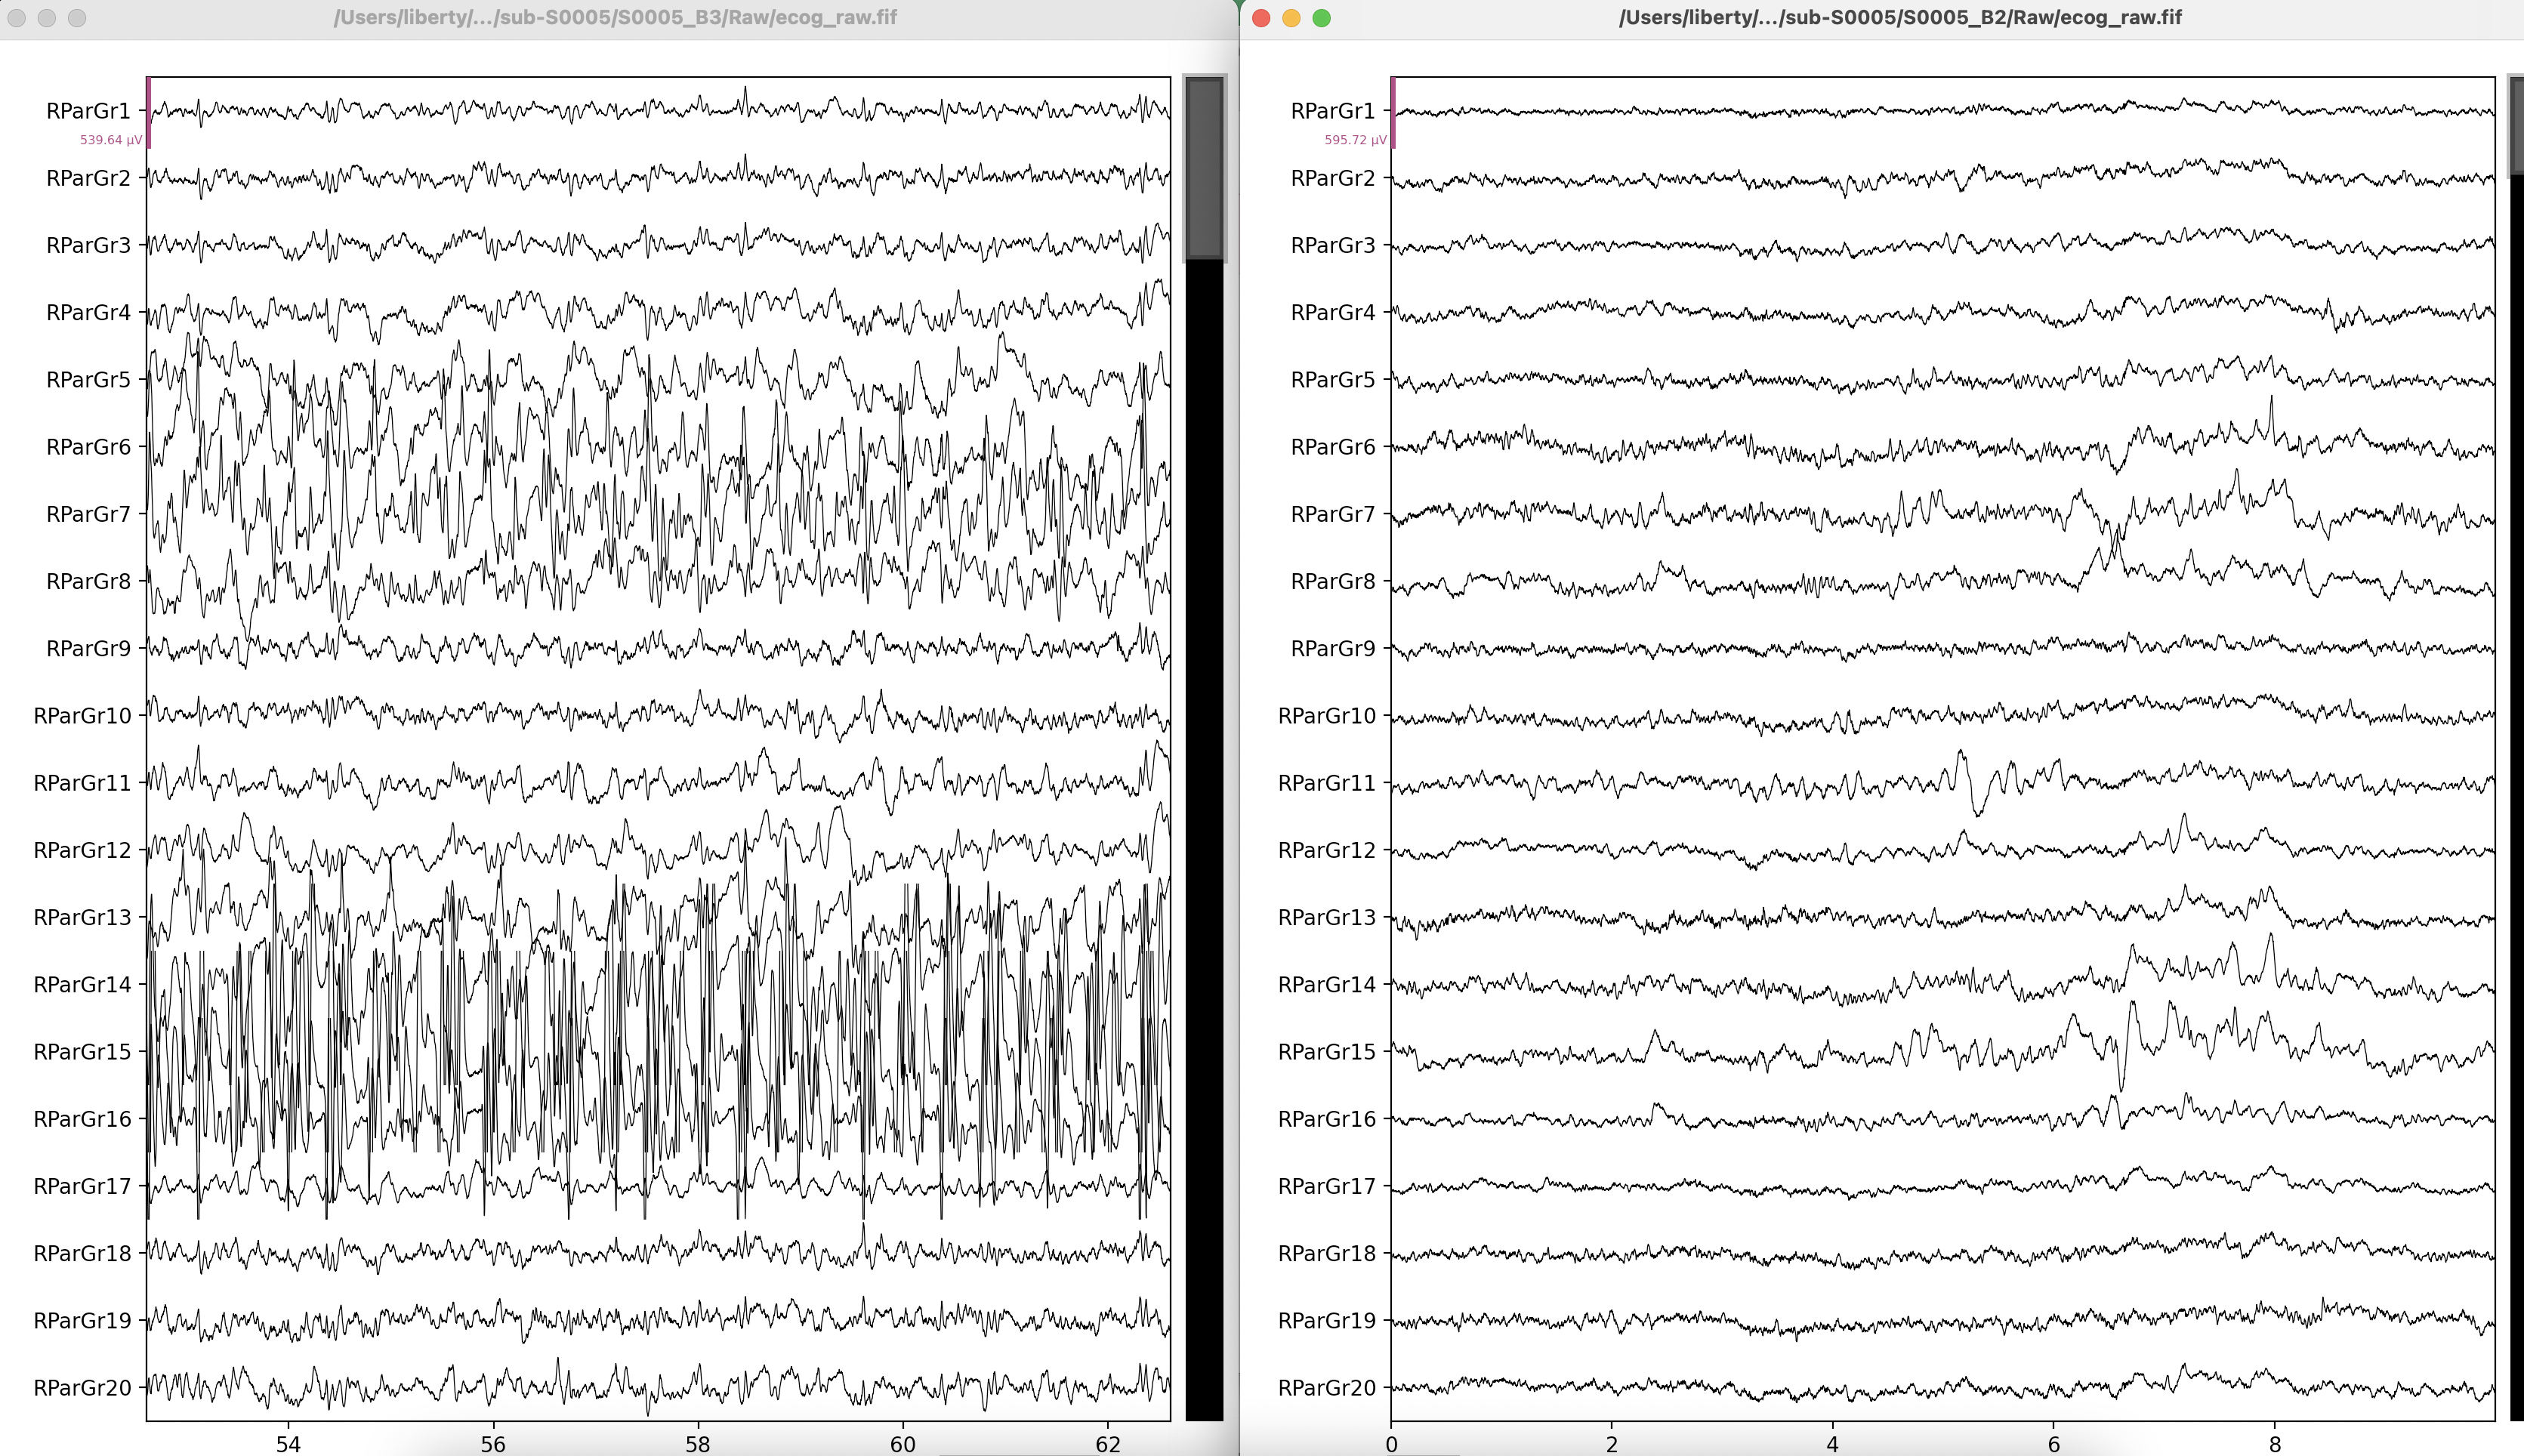 /Users/liberty/.../sub-S0005/S0005_B3/Raw/ecog_raw.fif
RParGr1
539.64 µV
RParGr2
RParGr3
RParGr4
RParGr5
RParGr6
RParGr7
RParGr8
RParGr9
RParGr10
RParGr11
RParGr12
RParGr13
RParGr14
RParGr15
RParGr16
RParGr17
RParGr18
RParGr19
RParGr20
54 56 58 60 62
/Users/liberty/.../sub-S0005/S0005_B2/Raw/ecog_raw.fif
RParGr1
595.72 µV
RParGr2
RParGr3
RParGr4
RParGr5
RParGr6
RParGr7
RParGr8
RParGr9
RParGr10
RParGr11
RParGr12
RParGr13
RParGr14
RParGr15
RParGr16
RParGr17
RParGr18
RParGr19
RParGr20
0 2 4 6 8